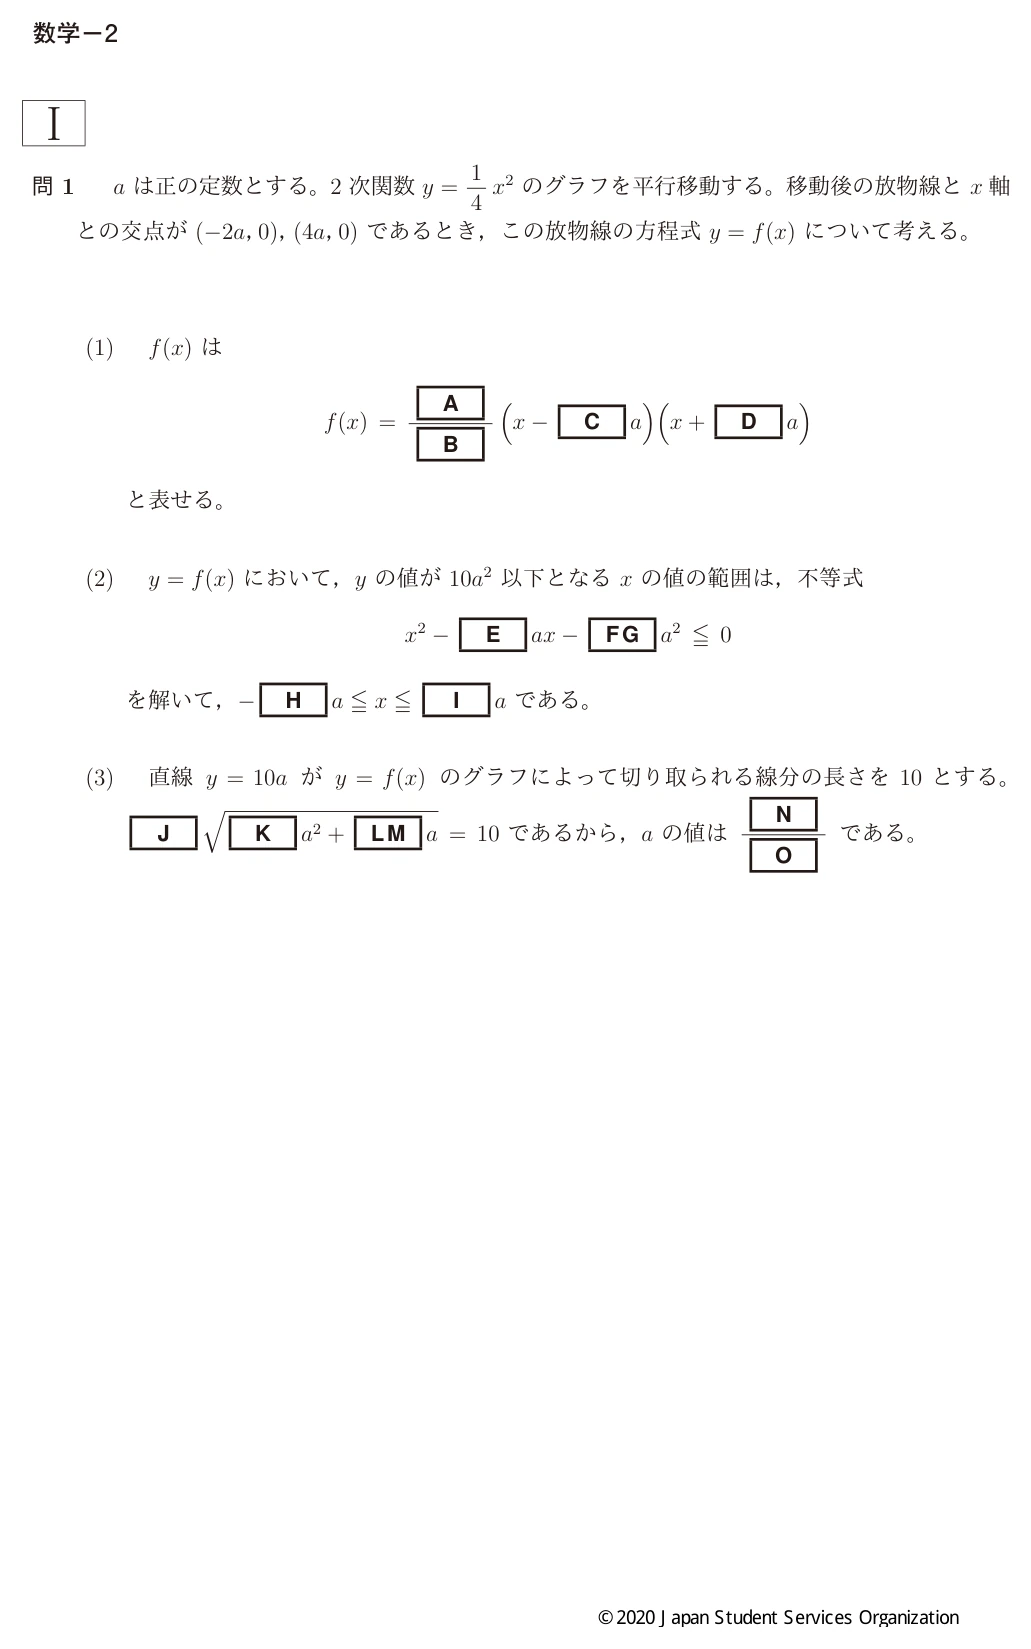 数学－2
I
問 1 a は正の定数とする。2 次関数 y = 1/4 x² のグラフを平行移動する。移動後の放物線と x 軸
との交点が (−2a, 0), (4a, 0) であるとき，この放物線の方程式 y = f(x) について考える。
(1) f(x) は
f(x) = A/B (x − C a)(x + D a)
と表せる。
(2) y = f(x) において，y の値が 10a² 以下となる x の値の範囲は，不等式
x² − E ax − FG a² ≦ 0
を解いて，− H a ≦ x ≦ I a である。
(3) 直線 y = 10a が y = f(x) のグラフによって切り取られる線分の長さを 10 とする。
J √(K a² + LM a) = 10 であるから，a の値は N/O である。
© 2020 Japan Student Services Organization